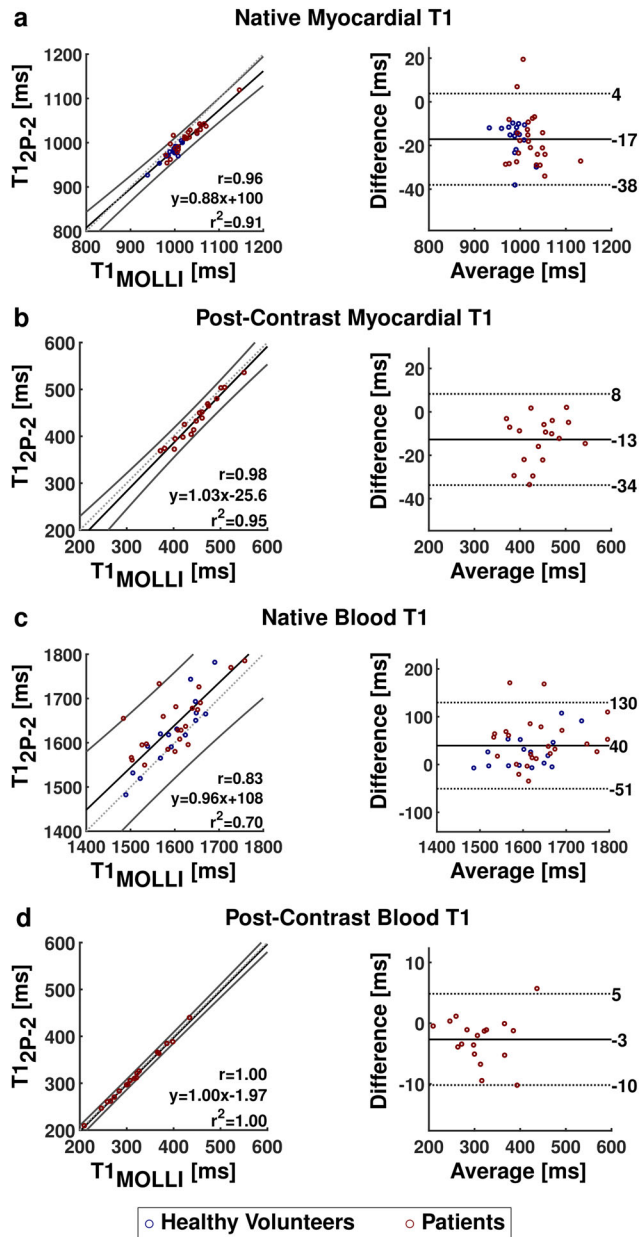 a Native Myocardial T1
1200
1100
1000
900
800
800 900 1000 1100 1200
T1 2P-2 [ms]
T1 MOLLI [ms]
r=0.96
y=0.88x+100
r²=0.91
20
0
-20
-40
800 900 1000 1100 1200
Difference [ms]
Average [ms]
4
-17
-38
b Post-Contrast Myocardial T1
600
500
400
300
200
200 300 400 500 600
T1 2P-2 [ms]
T1 MOLLI [ms]
r=0.98
y=1.03x-25.6
r²=0.95
20
0
-20
-40
200 300 400 500 600
Difference [ms]
Average [ms]
8
-13
-34
c Native Blood T1
1800
1700
1600
1500
1400
1400 1500 1600 1700 1800
T1 2P-2 [ms]
T1 MOLLI [ms]
r=0.83
y=0.96x+108
r²=0.70
200
100
0
-100
1400 1500 1600 1700 1800
Difference [ms]
Average [ms]
130
40
-51
d Post-Contrast Blood T1
600
500
400
300
200
200 300 400 500 600
T1 2P-2 [ms]
T1 MOLLI [ms]
r=1.00
y=1.00x-1.97
r²=1.00
10
0
-10
200 300 400 500 600
Difference [ms]
Average [ms]
5
-3
-10
Healthy Volunteers Patients